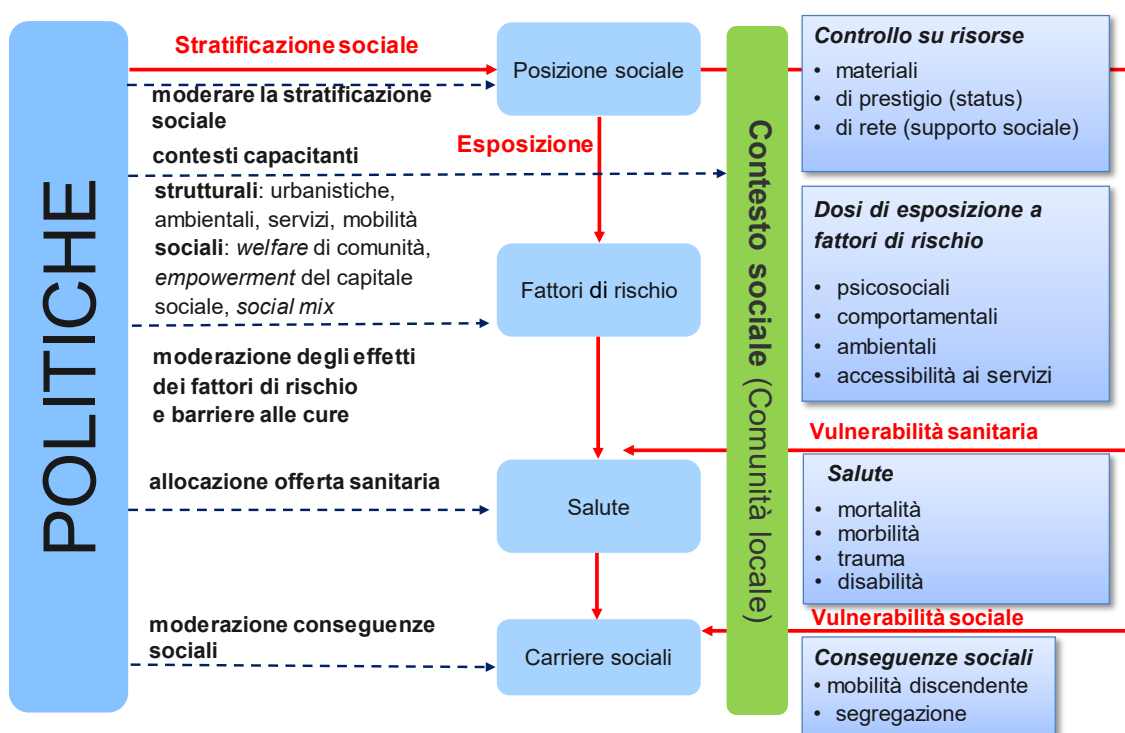 POLITICHE
Stratificazione sociale
moderare la stratificazione
sociale
contesti capacitanti
strutturali: urbanistiche,
ambientali, servizi, mobilità
sociali: welfare di comunità,
empowerment del capitale
sociale, social mix
moderazione degli effetti
dei fattori di rischio
e barriere alle cure
allocazione offerta sanitaria
moderazione conseguenze
sociali
Posizione sociale
Esposizione
Fattori di rischio
Salute
Carriere sociali
Contesto sociale (Comunità locale)
Controllo su risorse
• materiali
• di prestigio (status)
• di rete (supporto sociale)
Dosi di esposizione a
fattori di rischio
• psicosociali
• comportamentali
• ambientali
• accessibilità ai servizi
Vulnerabilità sanitaria
Salute
• mortalità
• morbilità
• trauma
• disabilità
Vulnerabilità sociale
Conseguenze sociali
• mobilità discendente
• segregazione